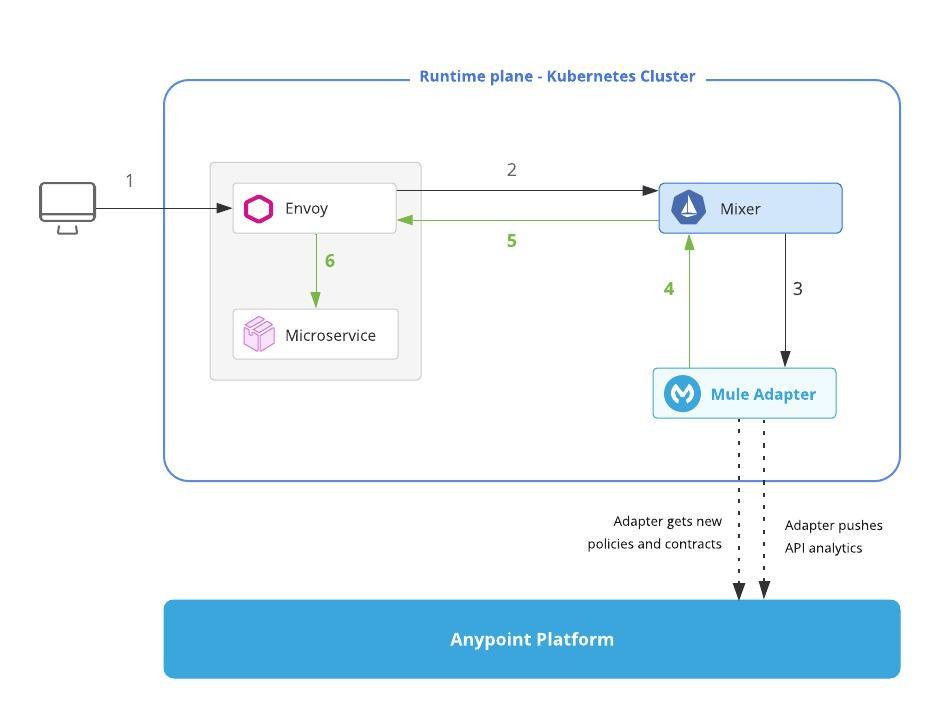 Runtime plane - Kubernetes Cluster
1
2
Envoy
Mixer
5
6
4
3
Microservice
Mule Adapter
Adapter gets new
policies and contracts
Adapter pushes
API analytics
Anypoint Platform